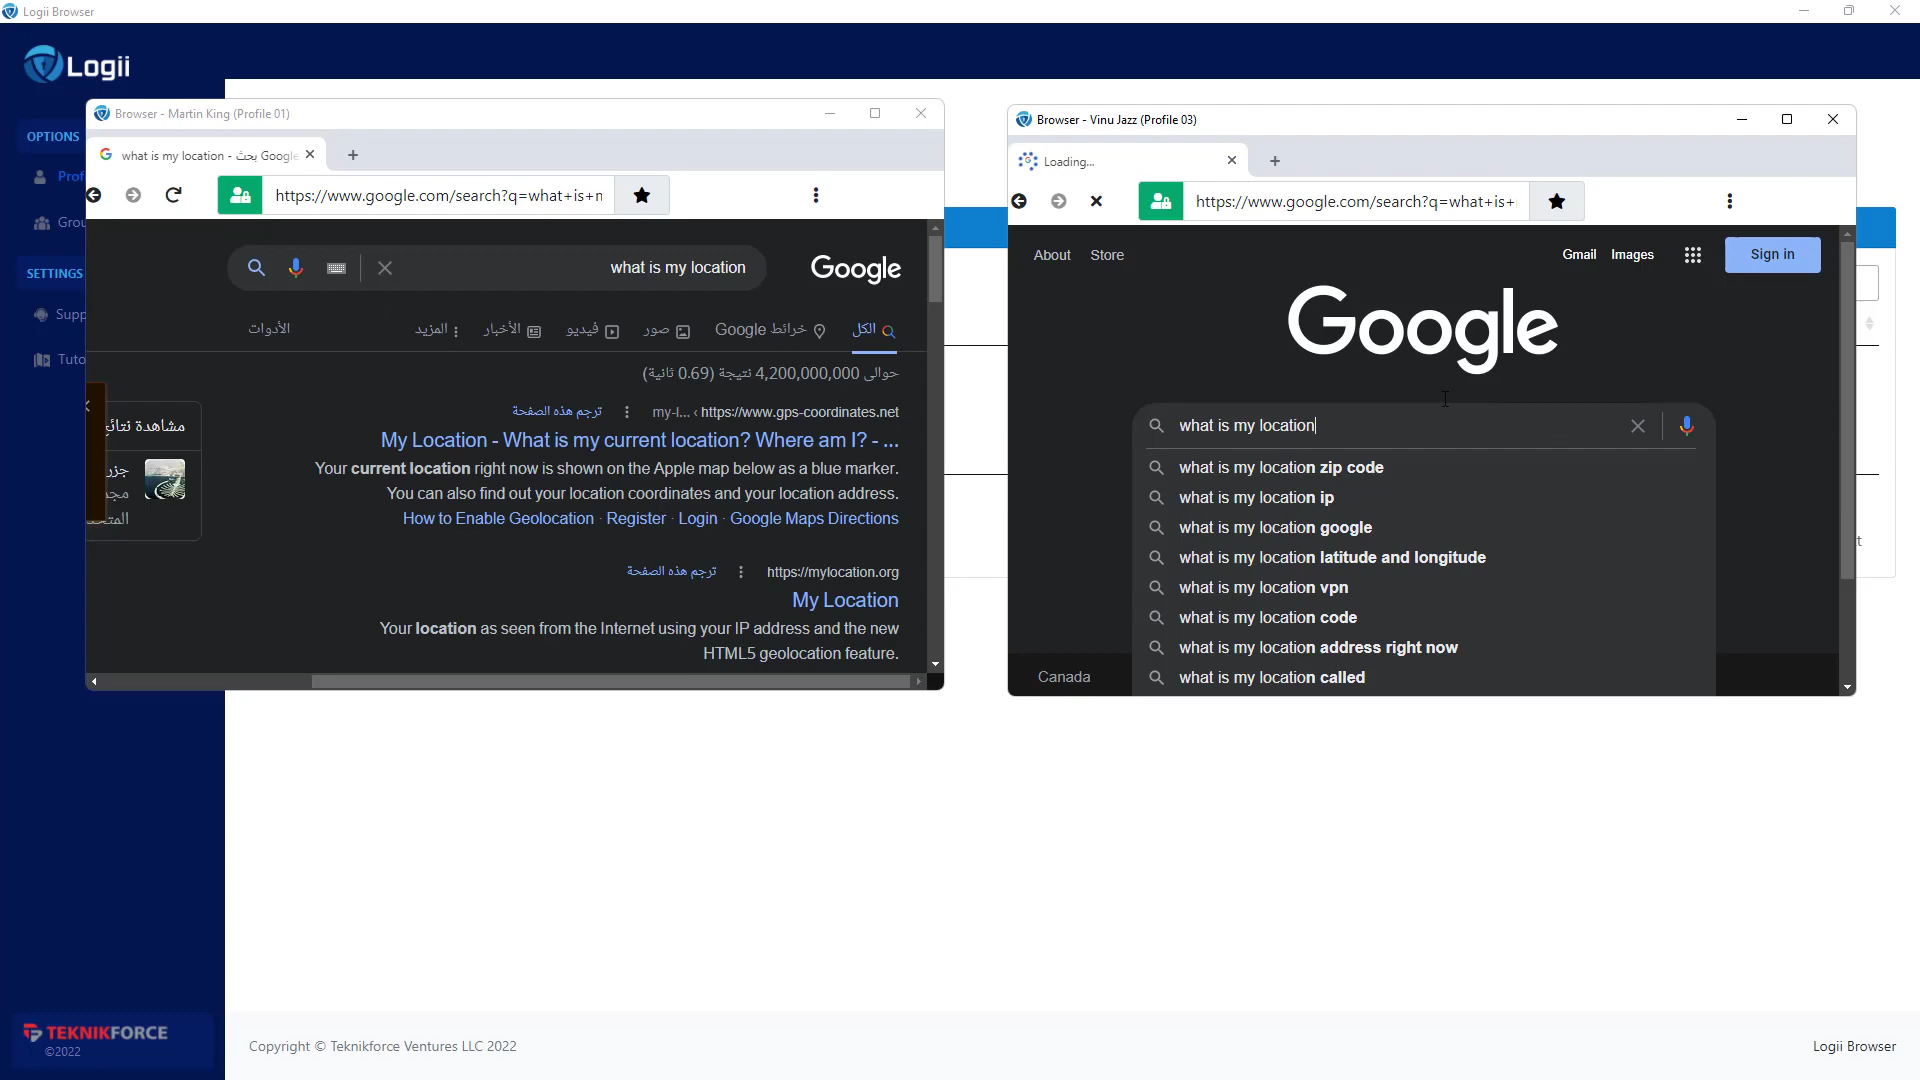 Logii Browser
Logii
OPTIONS
Prof
Grou
SETTINGS
Supp
Tuto
Browser - Martin King (Profile 01)
what is my location - بحث Google
https://www.google.com/search?q=what+is+n
what is my location
Google
الكل
خرائط Google
صور
فيديو
الأخبار
المزيد
الأدوات
حوالى 4,200,000,000 نتيجة (0.69 ثانية)
https://www.gps-coordinates.net › my-l...
ترجم هذه الصفحة
My Location - What is my current location? Where am I? - ...
Your current location right now is shown on the Apple map below as a blue marker.
You can also find out your location coordinates and your location address.
How to Enable Geolocation · Register · Login · Google Maps Directions
https://mylocation.org
ترجم هذه الصفحة
My Location
Your location as seen from the Internet using your IP address and the new
HTML5 geolocation feature.
مشاهدة نتائج
جزر
مجم
المتحد
Browser - Vinu Jazz (Profile 03)
Loading...
https://www.google.com/search?q=what+is+
About
Store
Gmail
Images
Sign in
Google
what is my location
what is my location zip code
what is my location ip
what is my location google
what is my location latitude and longitude
what is my location vpn
what is my location code
what is my location address right now
what is my location called
Canada
t
TEKNIKFORCE
©2022
Copyright © Teknikforce Ventures LLC 2022
Logii Browser